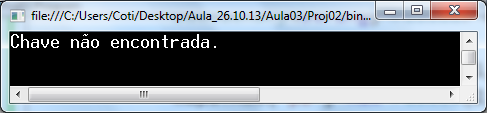 file:///C:/Users/Coti/Desktop/Aula_26.10.13/Aula03/Proj02/bin...
Chave não encontrada.